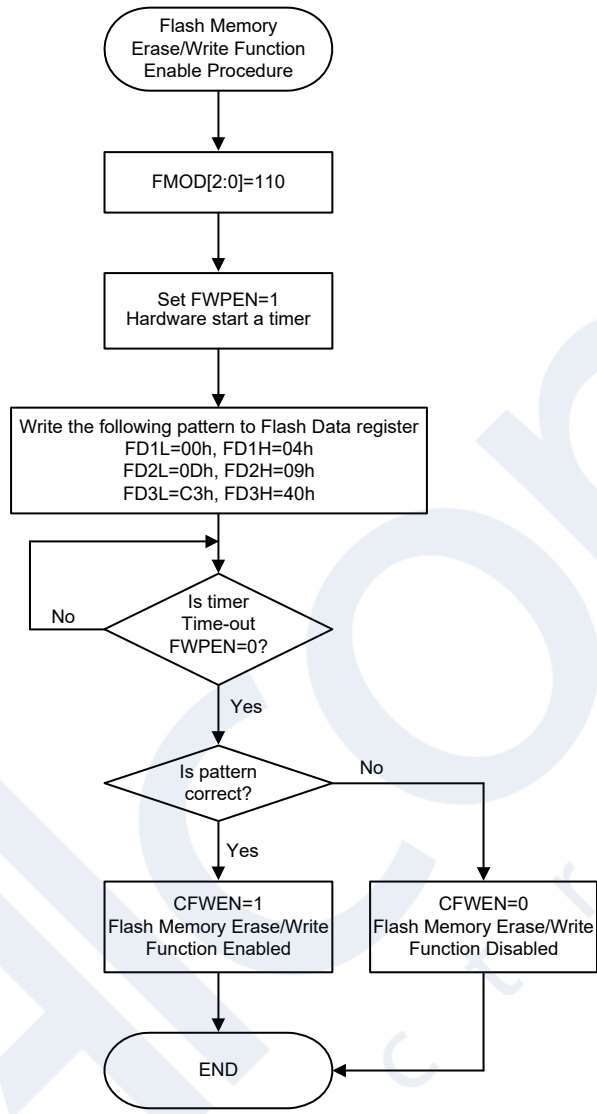 Flash Memory
Erase/Write Function
Enable Procedure
FMOD[2:0]=110
Set FWPEN=1
Hardware start a timer
Write the following pattern to Flash Data register
FD1L=00h, FD1H=04h
FD2L=0Dh, FD2H=09h
FD3L=C3h, FD3H=40h
Is timer
Time-out
FWPEN=0?
No
Yes
Is pattern
correct?
No
Yes
CFWEN=1
Flash Memory Erase/Write
Function Enabled
CFWEN=0
Flash Memory Erase/Write
Function Disabled
END